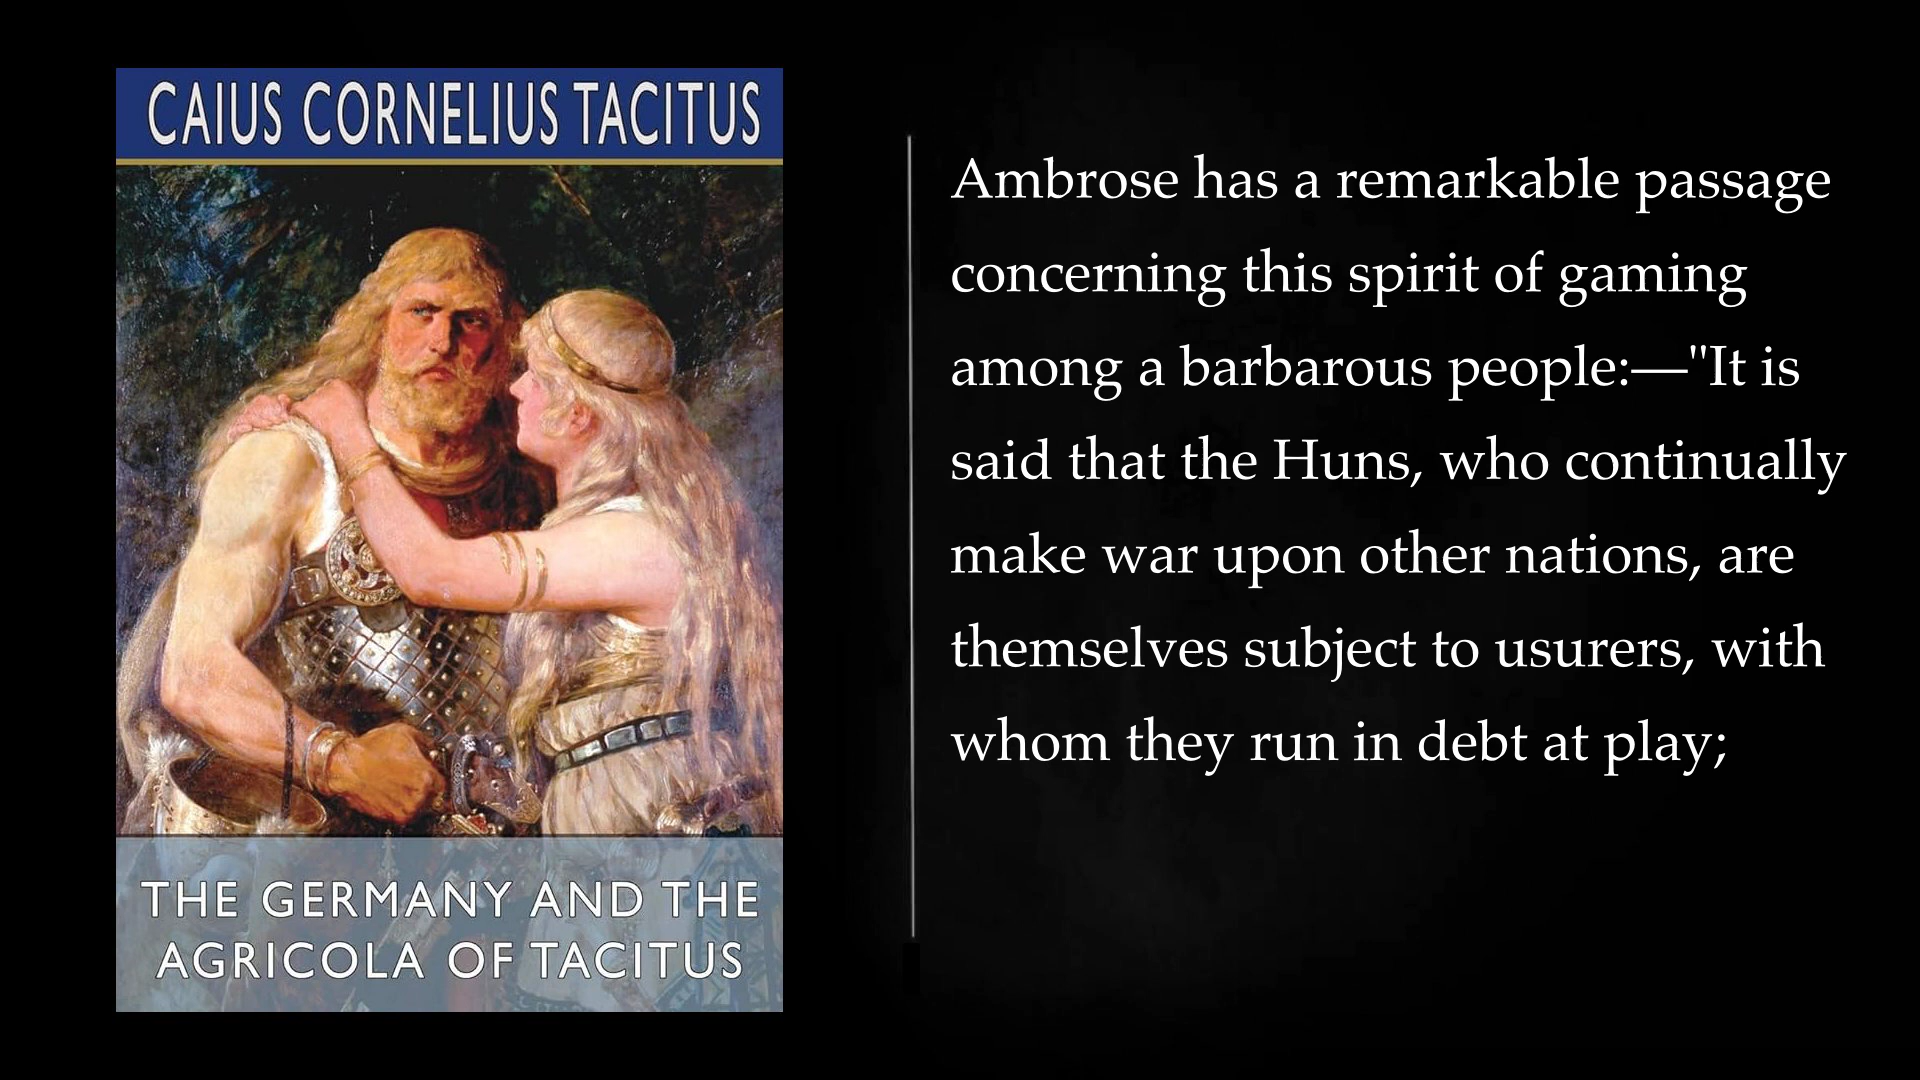 CAIUS CORNELIUS TACITUS
THE GERMANY AND THE
AGRICOLA OF TACITUS
Ambrose has a remarkable passage
concerning this spirit of gaming
among a barbarous people:—"It is
said that the Huns, who continually
make war upon other nations, are
themselves subject to usurers, with
whom they run in debt at play;